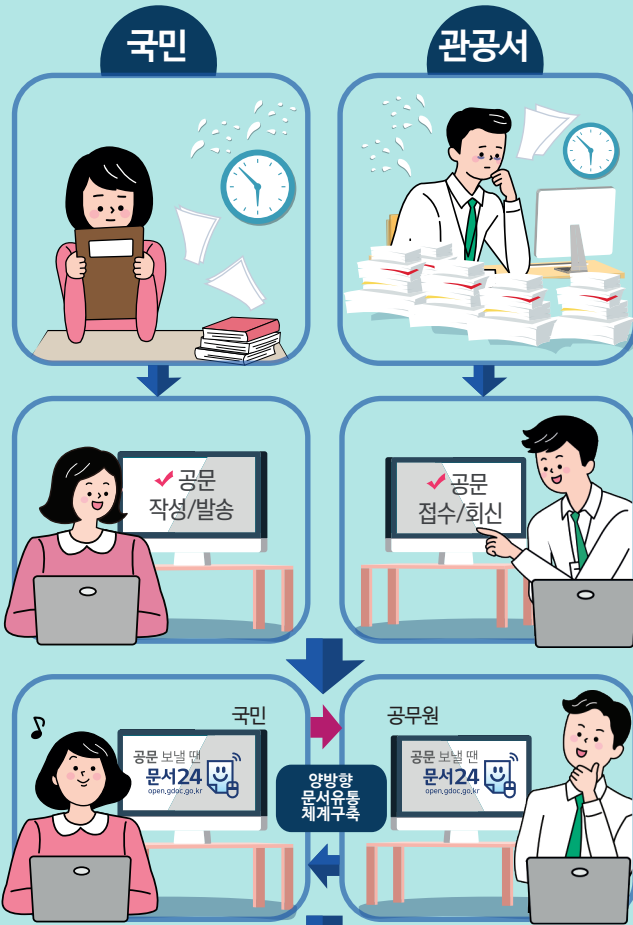 국민
관공서
공문
작성/발송
공문
접수/회신
국민
공무원
공문 보낼 땐
문서24
open.gdoc.go.kr
양방향
문서유통
체계구축
공문 보낼 땐
문서24
open.gdoc.go.kr